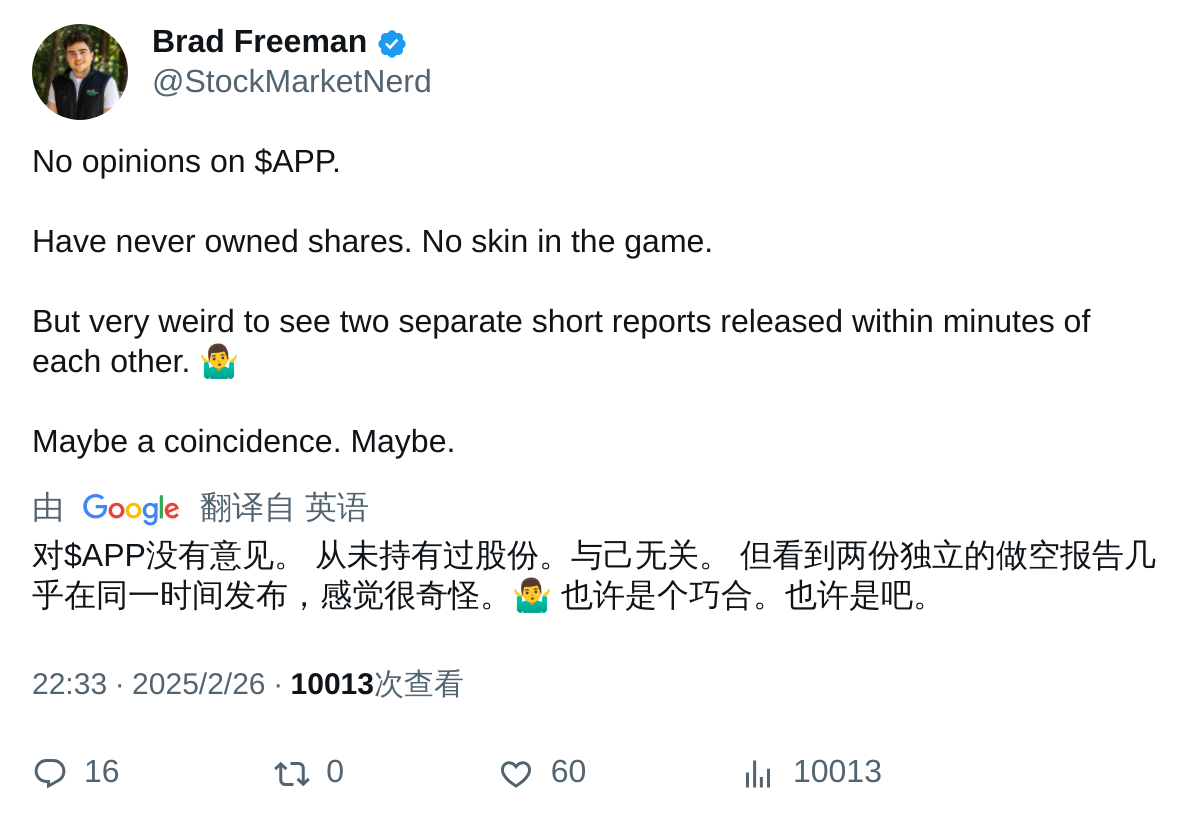 Brad Freeman
@StockMarketNerd
No opinions on $APP.
Have never owned shares. No skin in the game.
But very weird to see two separate short reports released within minutes of
each other. 🤷‍♂️
Maybe a coincidence. Maybe.
由 Google 翻译自 英语
对$APP没有意见。 从未持有过股份。与己无关。 但看到两份独立的做空报告几
乎在同一时间发布，感觉很奇怪。🤷‍♂️ 也许是个巧合。也许是吧。
22:33 · 2025/2/26 · 10013次查看
16 0 60 10013